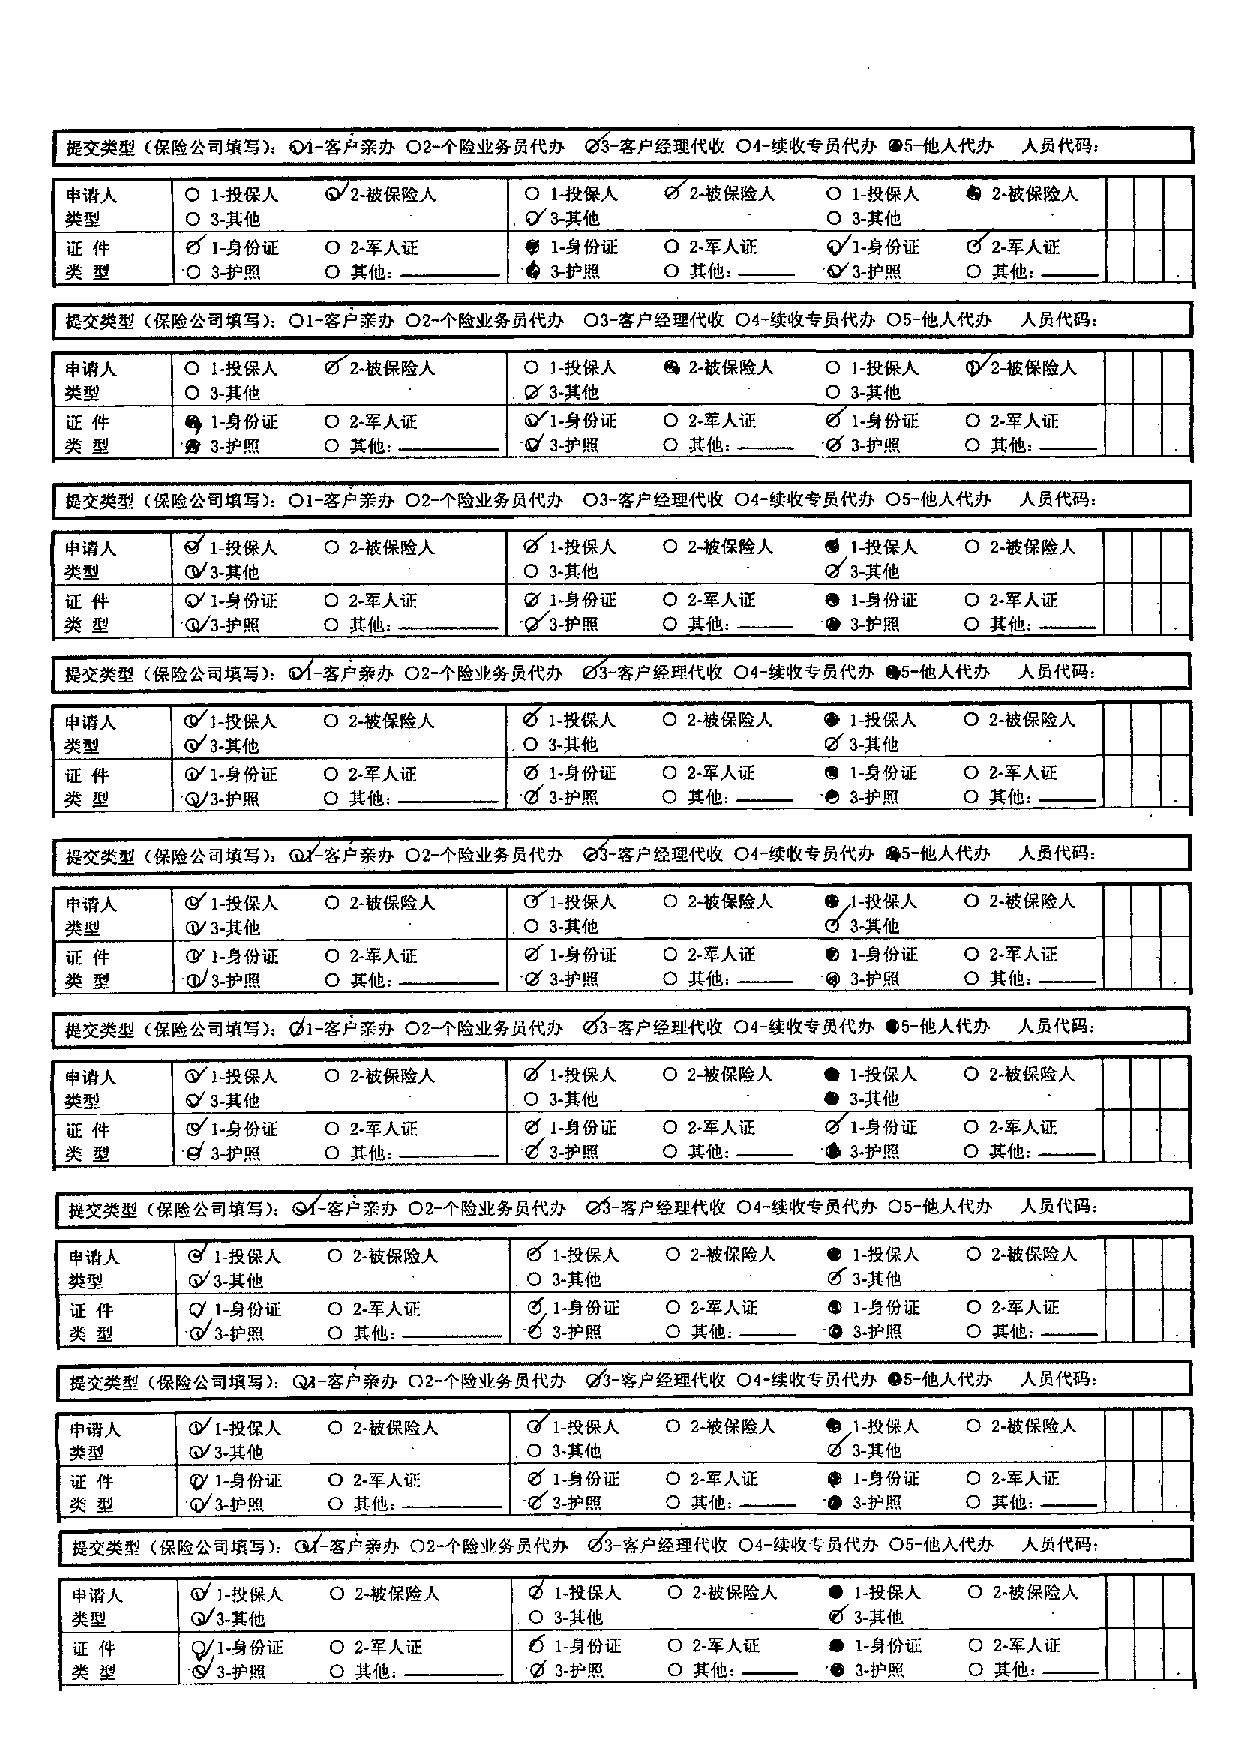 提交类型（保险公司填写）：1-客户亲办 O2-个险业务员代办 3-客户经理代收 O4-续收专员代办 5-他人代办 人员代码：
申请人 O 1-投保人 2-被保险人 O 1-投保人 2-被保险人 O 1-投保人 2-被保险人
类型 O 3-其他 3-其他 O 3-其他
证 件 1-身份证 O 2-军人证 1-身份证 O 2-军人证 1-身份证 2-军人证
类 型 O 3-护照 O 其他：______ 3-护照 O 其他：____ 3-护照 O 其他：____
提交类型（保险公司填写）：O1-客户亲办 O2-个险业务员代办 O3-客户经理代收 O4-续收专员代办 O5-他人代办 人员代码：
申请人 O 1-投保人 2-被保险人 O 1-投保人 2-被保险人 O 1-投保人 2-被保险人
类型 O 3-其他 3-其他 O 3-其他
证 件 1-身份证 O 2-军人证 1-身份证 O 2-军人证 1-身份证 O 2-军人证
类 型 3-护照 O 其他：______ 3-护照 O 其他：____ 3-护照 O 其他：____
提交类型（保险公司填写）：O1-客户亲办 O2-个险业务员代办 O3-客户经理代收 O4-续收专员代办 O5-他人代办 人员代码：
申请人 1-投保人 O 2-被保险人 1-投保人 O 2-被保险人 1-投保人 O 2-被保险人
类型 3-其他 O 3-其他 3-其他
证 件 1-身份证 O 2-军人证 1-身份证 O 2-军人证 1-身份证 O 2-军人证
类 型 3-护照 O 其他：______ 3-护照 O 其他：____ 3-护照 O 其他：____
提交类型（保险公司填写）：1-客户亲办 O2-个险业务员代办 3-客户经理代收 O4-续收专员代办 5-他人代办 人员代码：
申请人 1-投保人 O 2-被保险人 1-投保人 O 2-被保险人 1-投保人 O 2-被保险人
类型 3-其他 O 3-其他 3-其他
证 件 1-身份证 O 2-军人证 1-身份证 O 2-军人证 1-身份证 O 2-军人证
类 型 3-护照 O 其他：______ 3-护照 O 其他：____ 3-护照 O 其他：____
提交类型（保险公司填写）：1-客户亲办 O2-个险业务员代办 3-客户经理代收 O4-续收专员代办 5-他人代办 人员代码：
申请人 1-投保人 O 2-被保险人 1-投保人 O 2-被保险人 1-投保人 O 2-被保险人
类型 3-其他 O 3-其他 3-其他
证 件 1-身份证 O 2-军人证 1-身份证 O 2-军人证 1-身份证 O 2-军人证
类 型 3-护照 O 其他：______ 3-护照 O 其他：____ 3-护照 O 其他：____
提交类型（保险公司填写）：1-客户亲办 O2-个险业务员代办 3-客户经理代收 O4-续收专员代办 5-他人代办 人员代码：
申请人 1-投保人 O 2-被保险人 1-投保人 O 2-被保险人 1-投保人 O 2-被保险人
类型 3-其他 O 3-其他 3-其他
证 件 1-身份证 O 2-军人证 1-身份证 O 2-军人证 1-身份证 O 2-军人证
类 型 3-护照 O 其他：______ 3-护照 O 其他：____ 3-护照 O 其他：____
提交类型（保险公司填写）：1-客户亲办 O2-个险业务员代办 3-客户经理代收 O4-续收专员代办 O5-他人代办 人员代码：
申请人 1-投保人 O 2-被保险人 1-投保人 O 2-被保险人 1-投保人 O 2-被保险人
类型 3-其他 O 3-其他 3-其他
证 件 1-身份证 O 2-军人证 1-身份证 O 2-军人证 1-身份证 O 2-军人证
类 型 3-护照 O 其他：______ 3-护照 O 其他：____ 3-护照 O 其他：____
提交类型（保险公司填写）：1-客户亲办 O2-个险业务员代办 3-客户经理代收 O4-续收专员代办 5-他人代办 人员代码：
申请人 1-投保人 O 2-被保险人 1-投保人 O 2-被保险人 1-投保人 O 2-被保险人
类型 3-其他 O 3-其他 3-其他
证 件 1-身份证 O 2-军人证 1-身份证 O 2-军人证 1-身份证 O 2-军人证
类 型 3-护照 O 其他：______ 3-护照 O 其他：____ 3-护照 O 其他：____
提交类型（保险公司填写）：1-客户亲办 O2-个险业务员代办 3-客户经理代收 O4-续收专员代办 O5-他人代办 人员代码：
申请人 1-投保人 O 2-被保险人 1-投保人 O 2-被保险人 1-投保人 O 2-被保险人
类型 3-其他 O 3-其他 3-其他
证 件 1-身份证 O 2-军人证 1-身份证 O 2-军人证 1-身份证 O 2-军人证
类 型 3-护照 O 其他：______ 3-护照 O 其他：____ 3-护照 O 其他：____